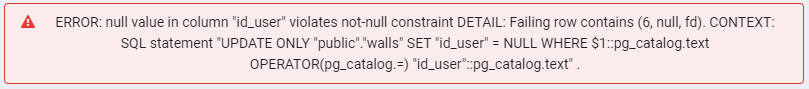 ERROR: null value in column "id_user" violates not-null constraint DETAIL: Failing row contains (6, null, fd). CONTEXT:
SQL statement "UPDATE ONLY "public"."walls" SET "id_user" = NULL WHERE $1::pg_catalog.text
OPERATOR(pg_catalog.=) "id_user"::pg_catalog.text" .